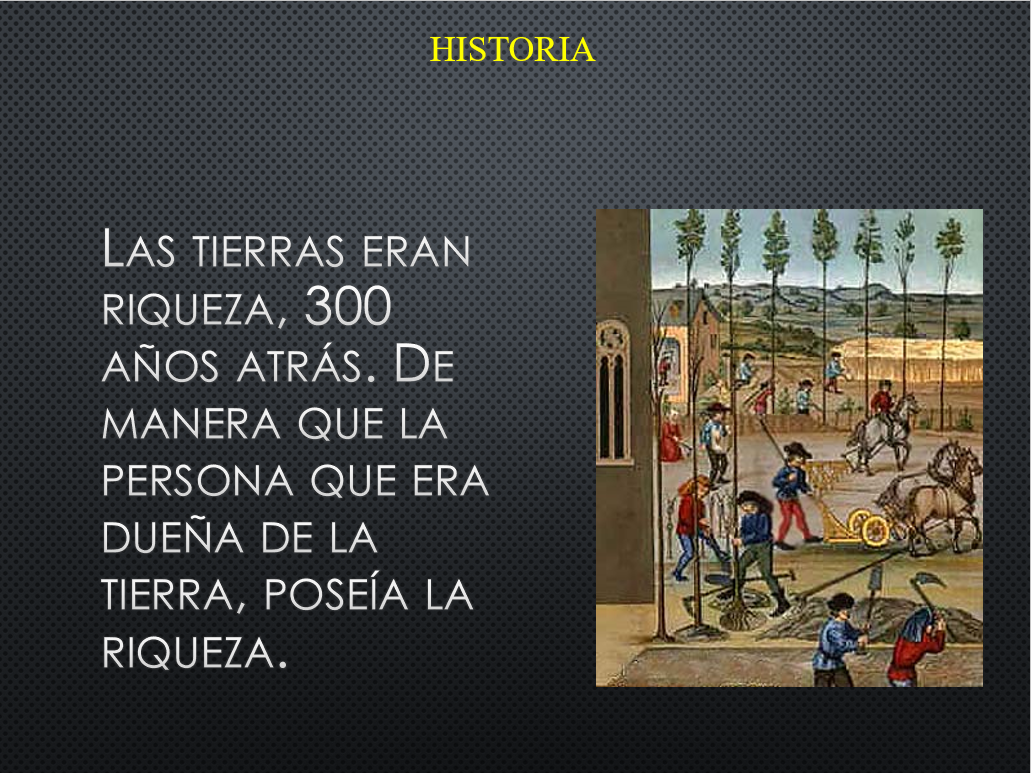 HISTORIA
LAS TIERRAS ERAN
RIQUEZA, 300
AÑOS ATRÁS. DE
MANERA QUE LA
PERSONA QUE ERA
DUEÑA DE LA
TIERRA, POSEÍA LA
RIQUEZA.